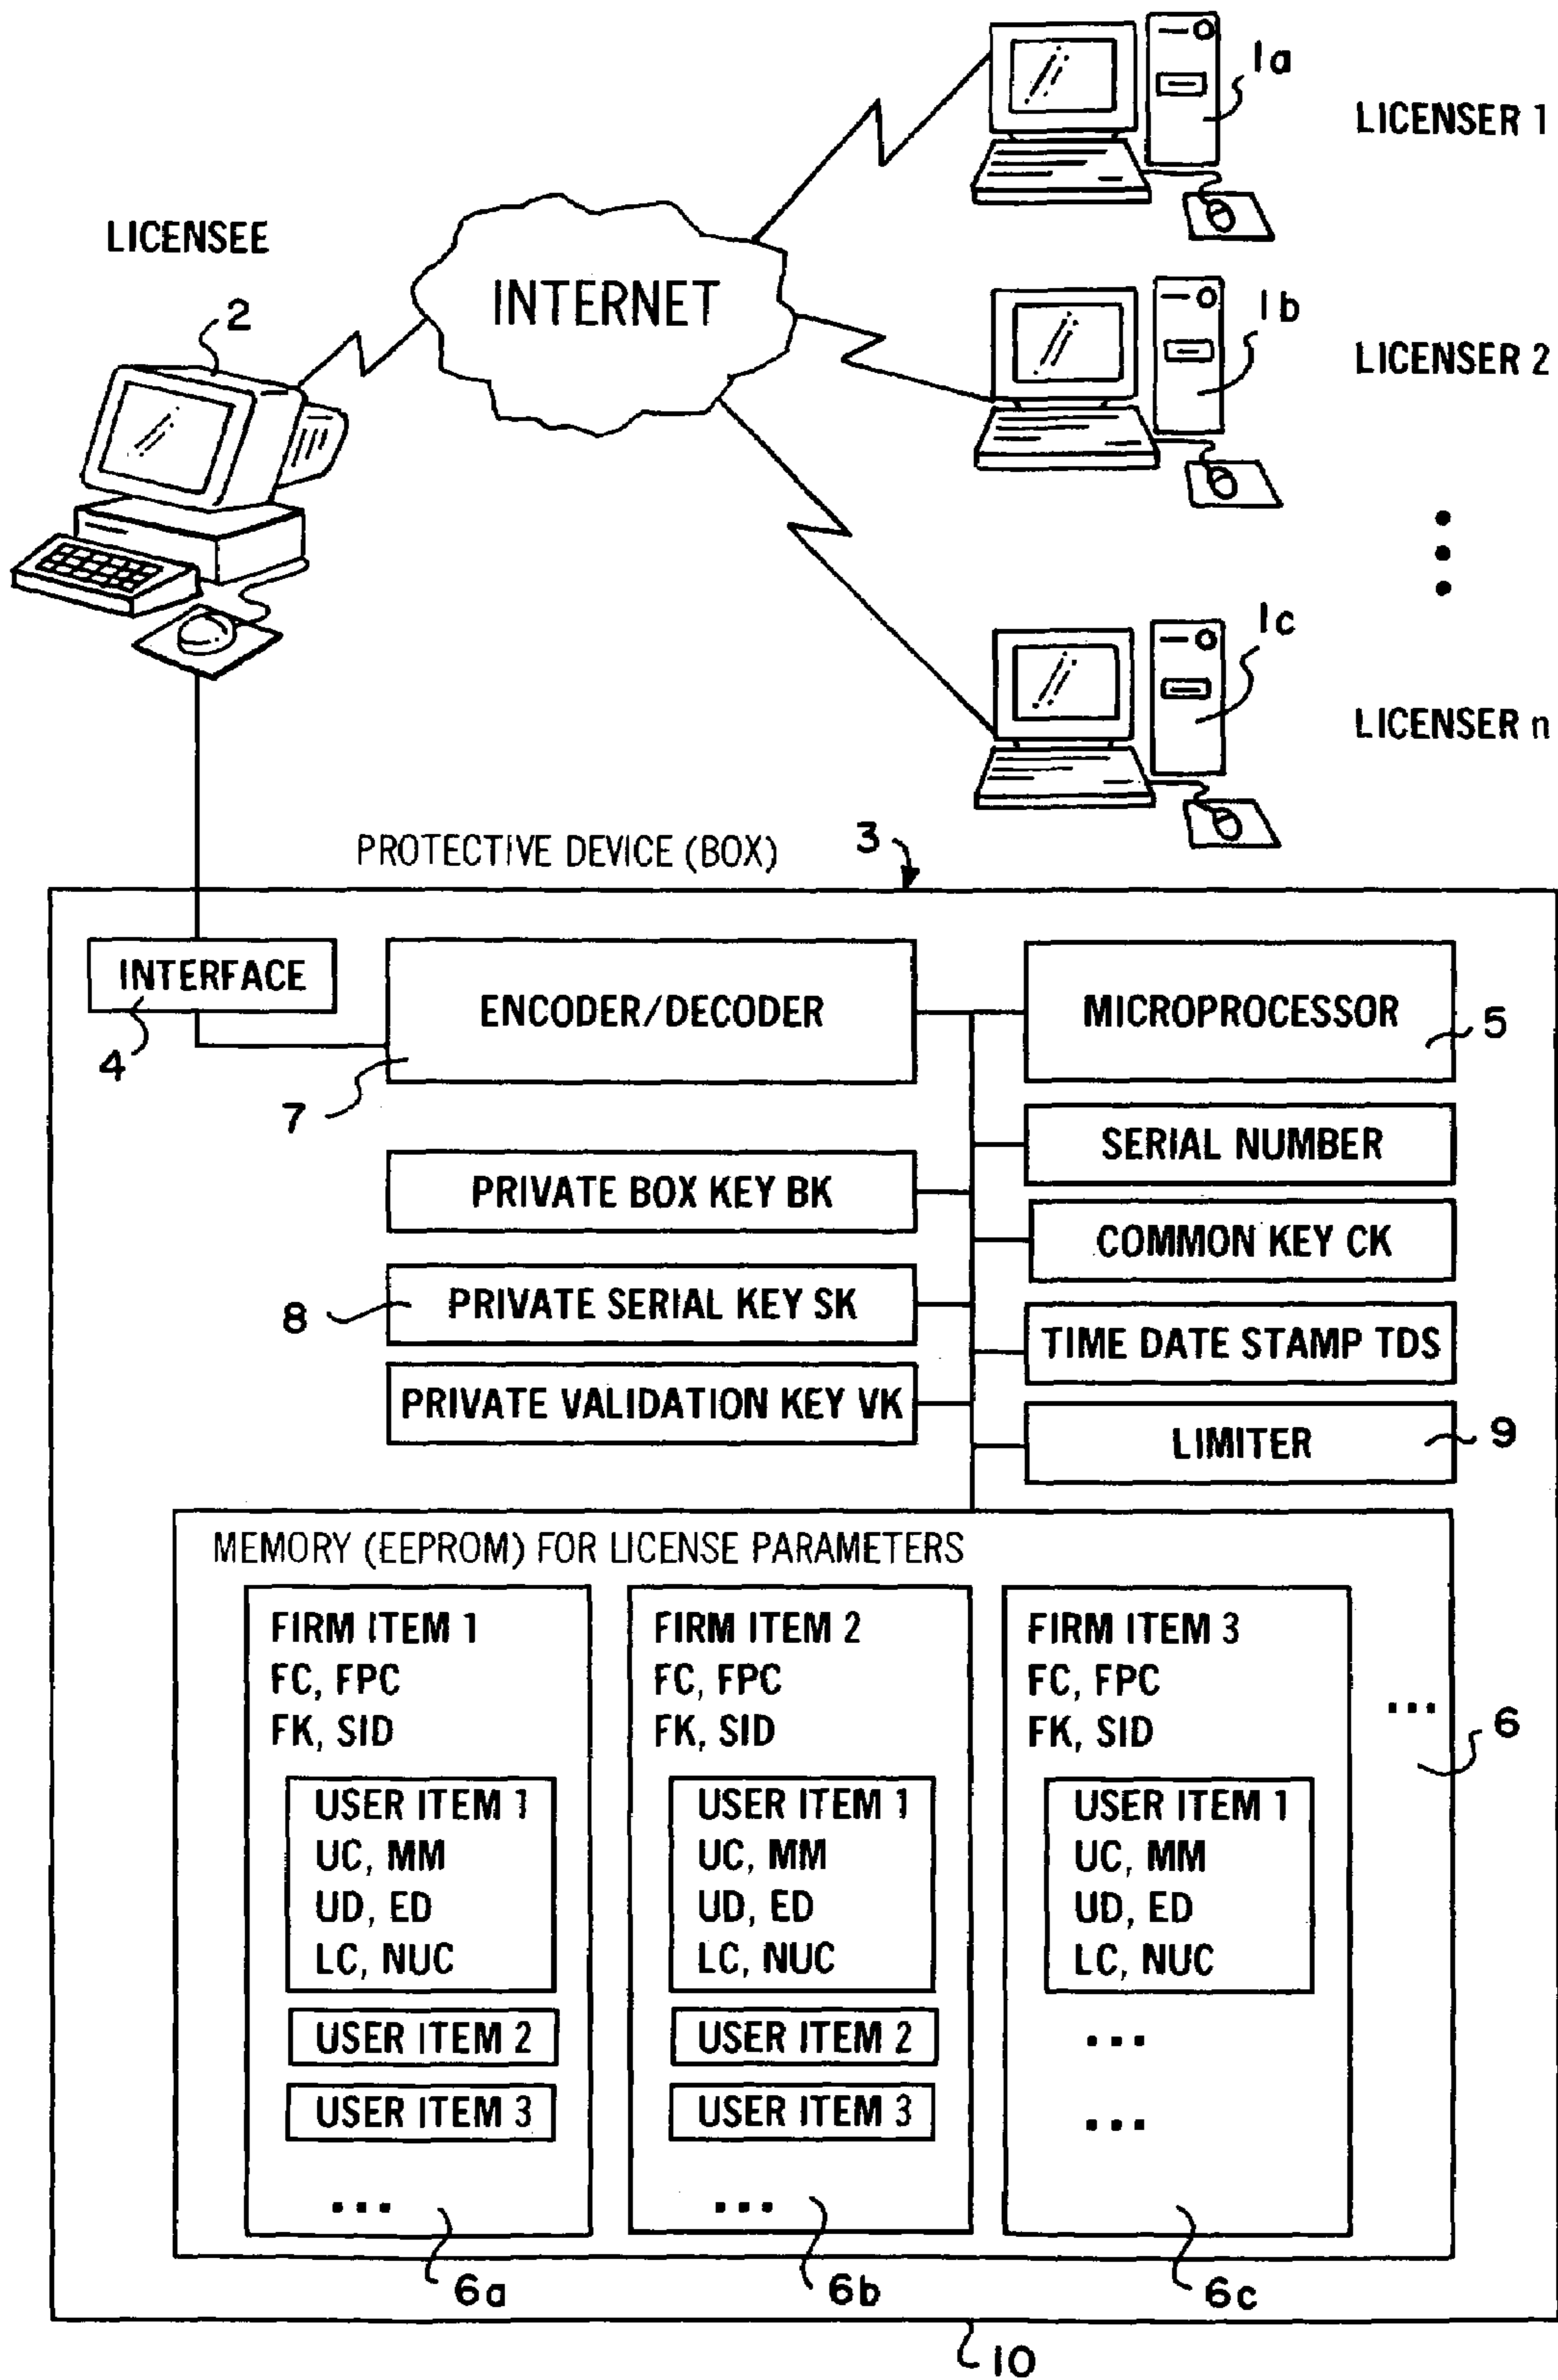 1a
LICENSER 1
LICENSEE
INTERNET
2
1b
LICENSER 2
1c
LICENSER n
PROTECTIVE DEVICE (BOX)
3
INTERFACE
4
ENCODER/DECODER
7
MICROPROCESSOR
5
SERIAL NUMBER
PRIVATE BOX KEY BK
COMMON KEY CK
8
PRIVATE SERIAL KEY SK
TIME DATE STAMP TDS
PRIVATE VALIDATION KEY VK
LIMITER
9
MEMORY (EEPROM) FOR LICENSE PARAMETERS
FIRM ITEM 1
FC, FPC
FK, SID
USER ITEM 1
UC, MM
UD, ED
LC, NUC
USER ITEM 2
USER ITEM 3
...
6a
FIRM ITEM 2
FC, FPC
FK, SID
USER ITEM 1
UC, MM
UD, ED
LC, NUC
USER ITEM 2
USER ITEM 3
...
6b
FIRM ITEM 3
FC, FPC
FK, SID
USER ITEM 1
UC, MM
UD, ED
LC, NUC
...
...
6c
...
6
10